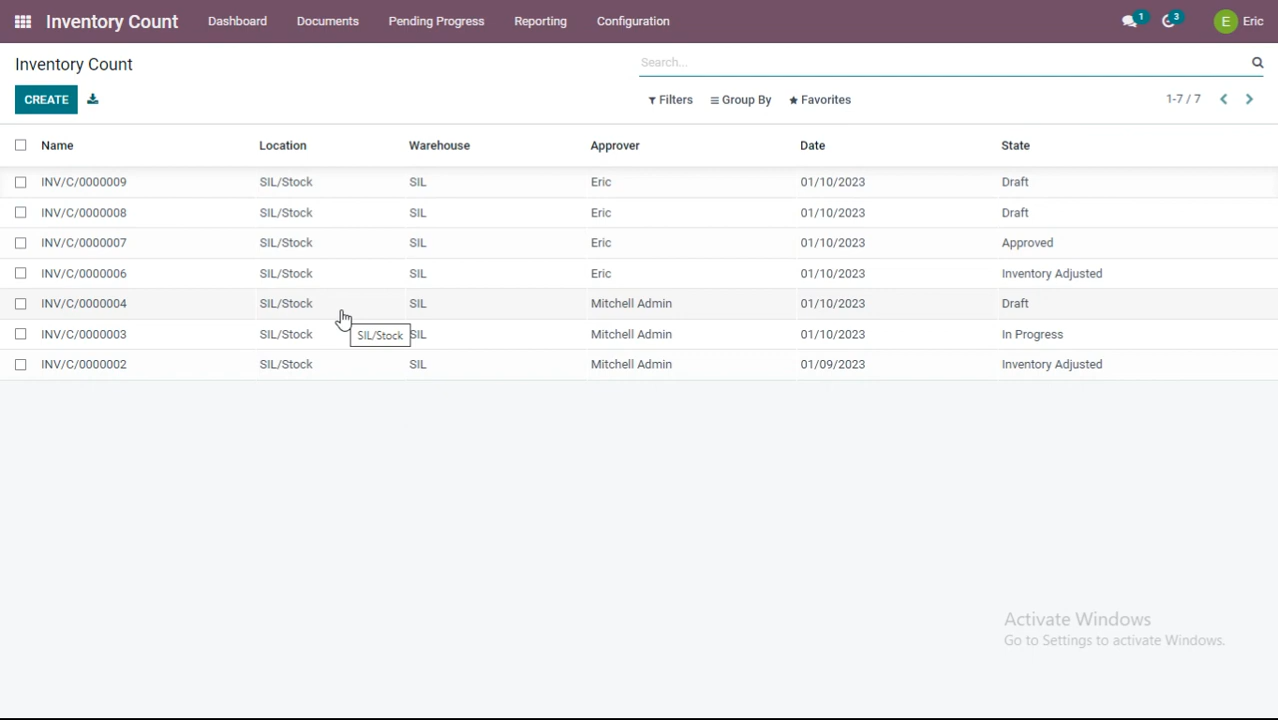 Inventory Count Dashboard Documents Pending Progress Reporting Configuration 1 3 E Eric
Inventory Count Search...
CREATE Filters Group By Favorites 1-7 / 7
Name Location Warehouse Approver Date State
INV/C/0000009 SIL/Stock SIL Eric 01/10/2023 Draft
INV/C/0000008 SIL/Stock SIL Eric 01/10/2023 Draft
INV/C/0000007 SIL/Stock SIL Eric 01/10/2023 Approved
INV/C/0000006 SIL/Stock SIL Eric 01/10/2023 Inventory Adjusted
INV/C/0000004 SIL/Stock SIL Mitchell Admin 01/10/2023 Draft
INV/C/0000003 SIL/Stock SIL/Stock SIL Mitchell Admin 01/10/2023 In Progress
INV/C/0000002 SIL/Stock SIL Mitchell Admin 01/09/2023 Inventory Adjusted
Activate Windows
Go to Settings to activate Windows.